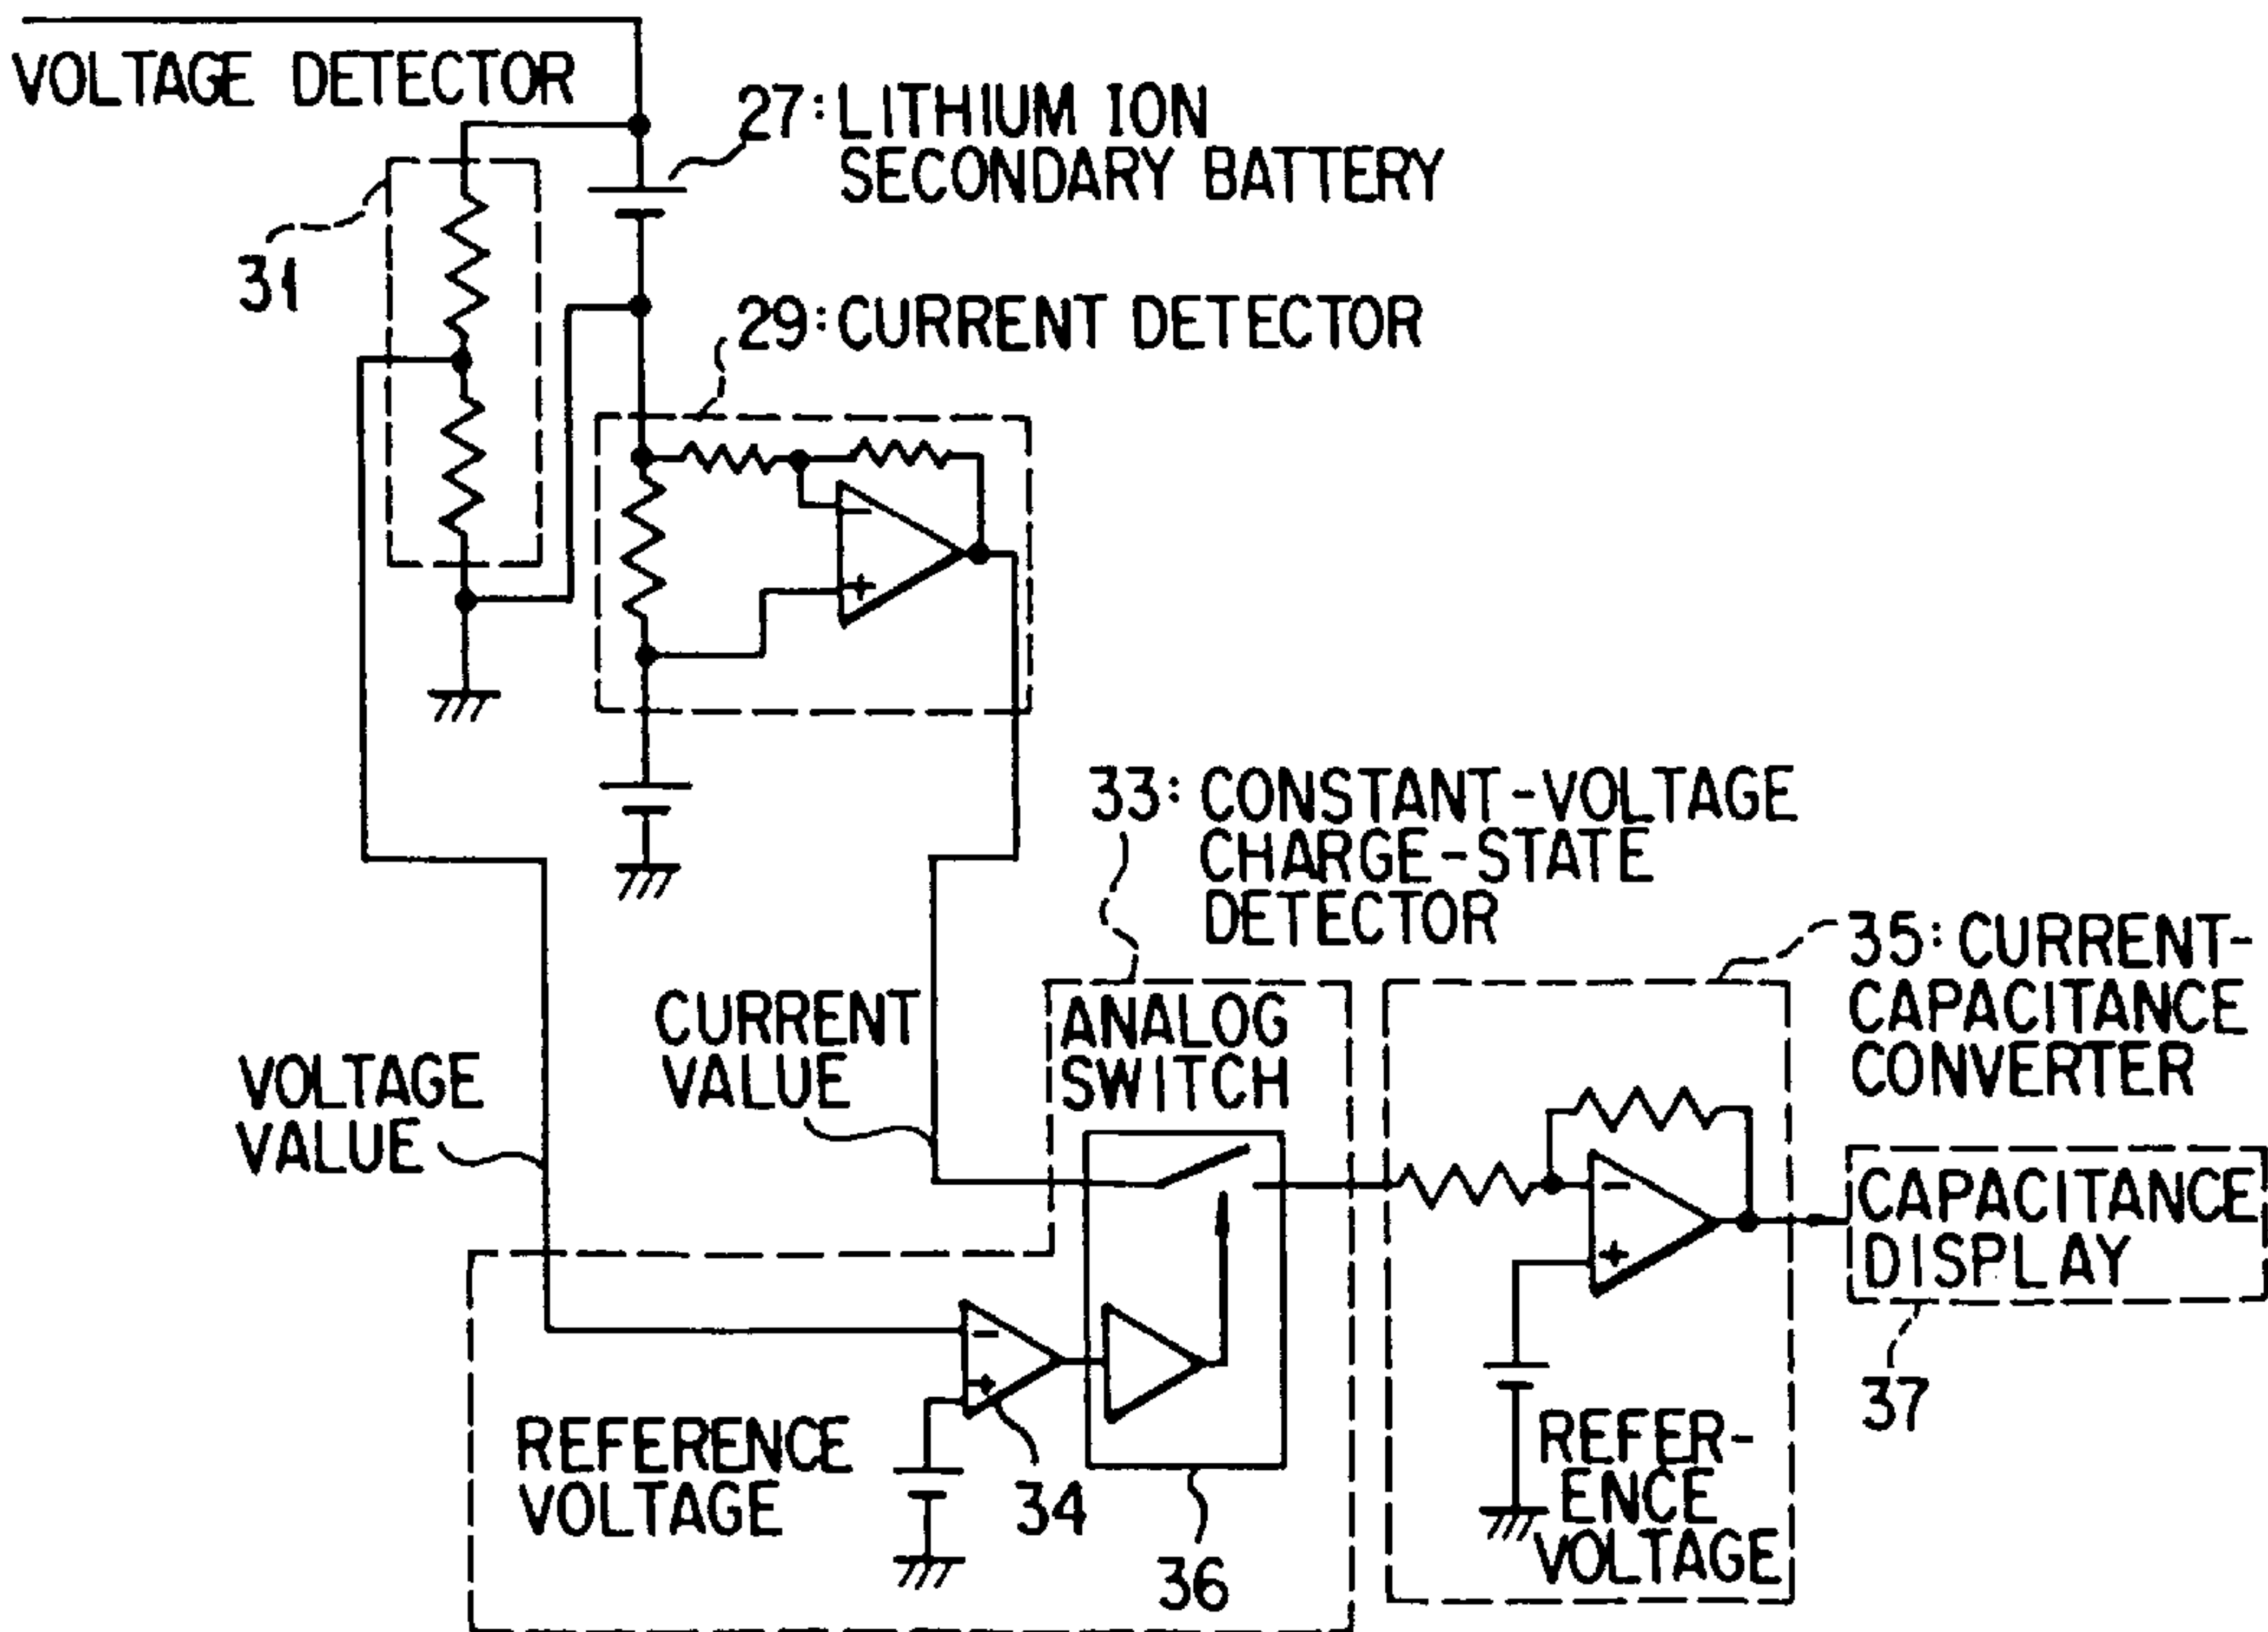 VOLTAGE DETECTOR
27: LITHIUM ION
SECONDARY BATTERY
31
29: CURRENT DETECTOR
-
+
33: CONSTANT-VOLTAGE
CHARGE-STATE
DETECTOR
35: CURRENT-
CAPACITANCE
CONVERTER
CURRENT
VALUE
ANALOG
SWITCH
VOLTAGE
VALUE
-
+
CAPACITANCE
DISPLAY
37
-
+
REFERENCE
VOLTAGE
34
36
REFER-
ENCE
VOLTAGE